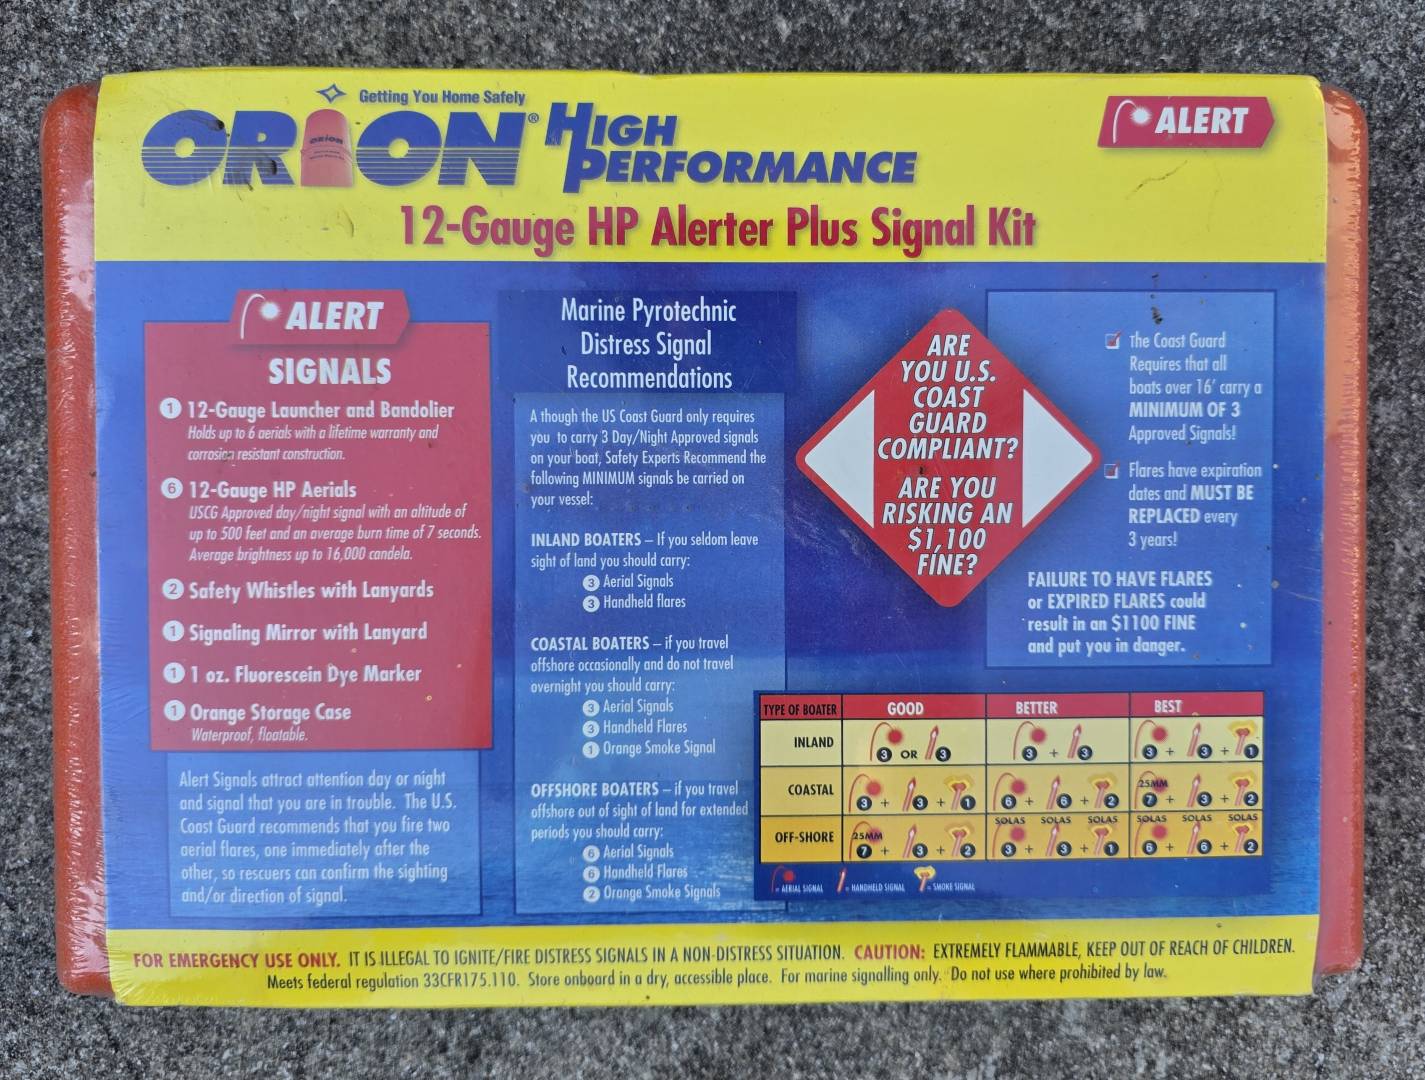 Getting You Home Safely
ORION® HIGH PERFORMANCE
ORION
ALERT
12-Gauge HP Alerter Plus Signal Kit
ALERT
SIGNALS
1 12-Gauge Launcher and Bandolier
Holds up to 6 aerials with a lifetime warranty and
corrosion resistant construction.
6 12-Gauge HP Aerials
USCG Approved day/night signal with an altitude of
up to 500 feet and an average burn time of 7 seconds.
Average brightness up to 16,000 candela.
2 Safety Whistles with Lanyards
1 Signaling Mirror with Lanyard
1 1 oz. Fluorescein Dye Marker
1 Orange Storage Case
Waterproof, floatable.
Alert Signals attract attention day or night
and signal that you are in trouble. The U.S.
Coast Guard recommends that you fire two
aerial flares, one immediately after the
other, so rescuers can confirm the sighting
and/or direction of signal.
Marine Pyrotechnic
Distress Signal
Recommendations
A though the US Coast Guard only requires
you to carry 3 Day/Night Approved signals
on your boat, Safety Experts Recommend the
following MINIMUM signals be carried on
your vessel:
INLAND BOATERS – If you seldom leave
sight of land you should carry:
3 Aerial Signals
3 Handheld flares
COASTAL BOATERS – if you travel
offshore occasionally and do not travel
overnight you should carry:
3 Aerial Signals
3 Handheld Flares
1 Orange Smoke Signal
OFFSHORE BOATERS – if you travel
offshore out of sight of land for extended
periods you should carry:
6 Aerial Signals
6 Handheld Flares
2 Orange Smoke Signals
ARE
YOU U.S.
COAST
GUARD
COMPLIANT?
ARE YOU
RISKING AN
$1,100
FINE?
The Coast Guard
Requires that all
boats over 16' carry a
MINIMUM OF 3
Approved Signals!
Flares have expiration
dates and MUST BE
REPLACED every
3 years!
FAILURE TO HAVE FLARES
or EXPIRED FLARES could
result in an $1100 FINE
and put you in danger.
TYPE OF BOATER GOOD BETTER BEST
INLAND 3 OR 3 3 + 3 3 + 3 + 1
COASTAL 3 + 3 + 1 6 + 6 + 2 25MM 7 + 3 + 2
OFF-SHORE 25MM 7 + 3 + 2 SOLAS 3 + SOLAS 3 + SOLAS 1 SOLAS 6 + SOLAS 6 + SOLAS 2
= AERIAL SIGNAL = HANDHELD SIGNAL = SMOKE SIGNAL
FOR EMERGENCY USE ONLY. IT IS ILLEGAL TO IGNITE/FIRE DISTRESS SIGNALS IN A NON-DISTRESS SITUATION. CAUTION: EXTREMELY FLAMMABLE, KEEP OUT OF REACH OF CHILDREN.
Meets federal regulation 33CFR175.110. Store onboard in a dry, accessible place. For marine signalling only. Do not use where prohibited by law.